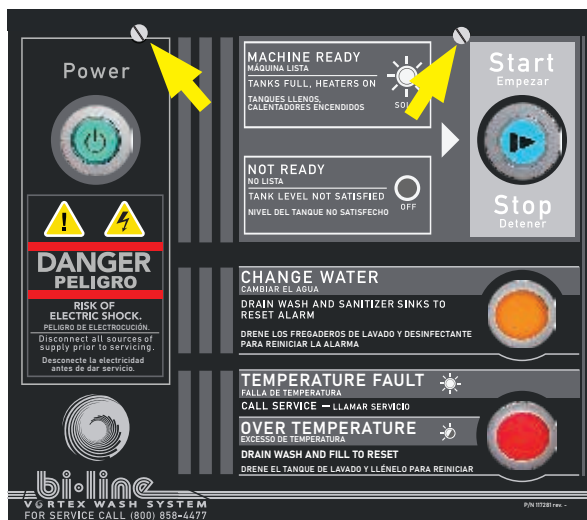 Power
DANGER
PELIGRO
RISK OF
ELECTRIC SHOCK.
PELIGRO DE ELECTROCUCIÓN.
Disconnect all sources of
supply prior to servicing.
Desconecte la electricidad
antes de dar servicio.
bi•line
VORTEX WASH SYSTEM
FOR SERVICE CALL (800) 858-4477
MACHINE READY
MÁQUINA LISTA
TANKS FULL, HEATERS ON
TANQUES LLENOS,
CALENTADORES ENCENDIDOS
NOT READY
NO LISTA
TANK LEVEL NOT SATISFIED
NIVEL DEL TANQUE NO SATISFECHO
OFF
Start
Empezar
Stop
Detener
CHANGE WATER
CAMBIAR EL AGUA
DRAIN WASH AND SANITIZER SINKS TO
RESET ALARM
DRENE LOS FREGADEROS DE LAVADO Y DESINFECTANTE
PARA REINICIAR LA ALARMA
TEMPERATURE FAULT
FALLA DE TEMPERATURA
CALL SERVICE — LLAMAR SERVICIO
OVER TEMPERATURE
EXCESSO DE TEMPERATURA
DRAIN WASH AND FILL TO RESET
DRENE EL TANQUE DE LAVADO Y LLÉNELO PARA REINICIAR
P/N 117281 rev. -